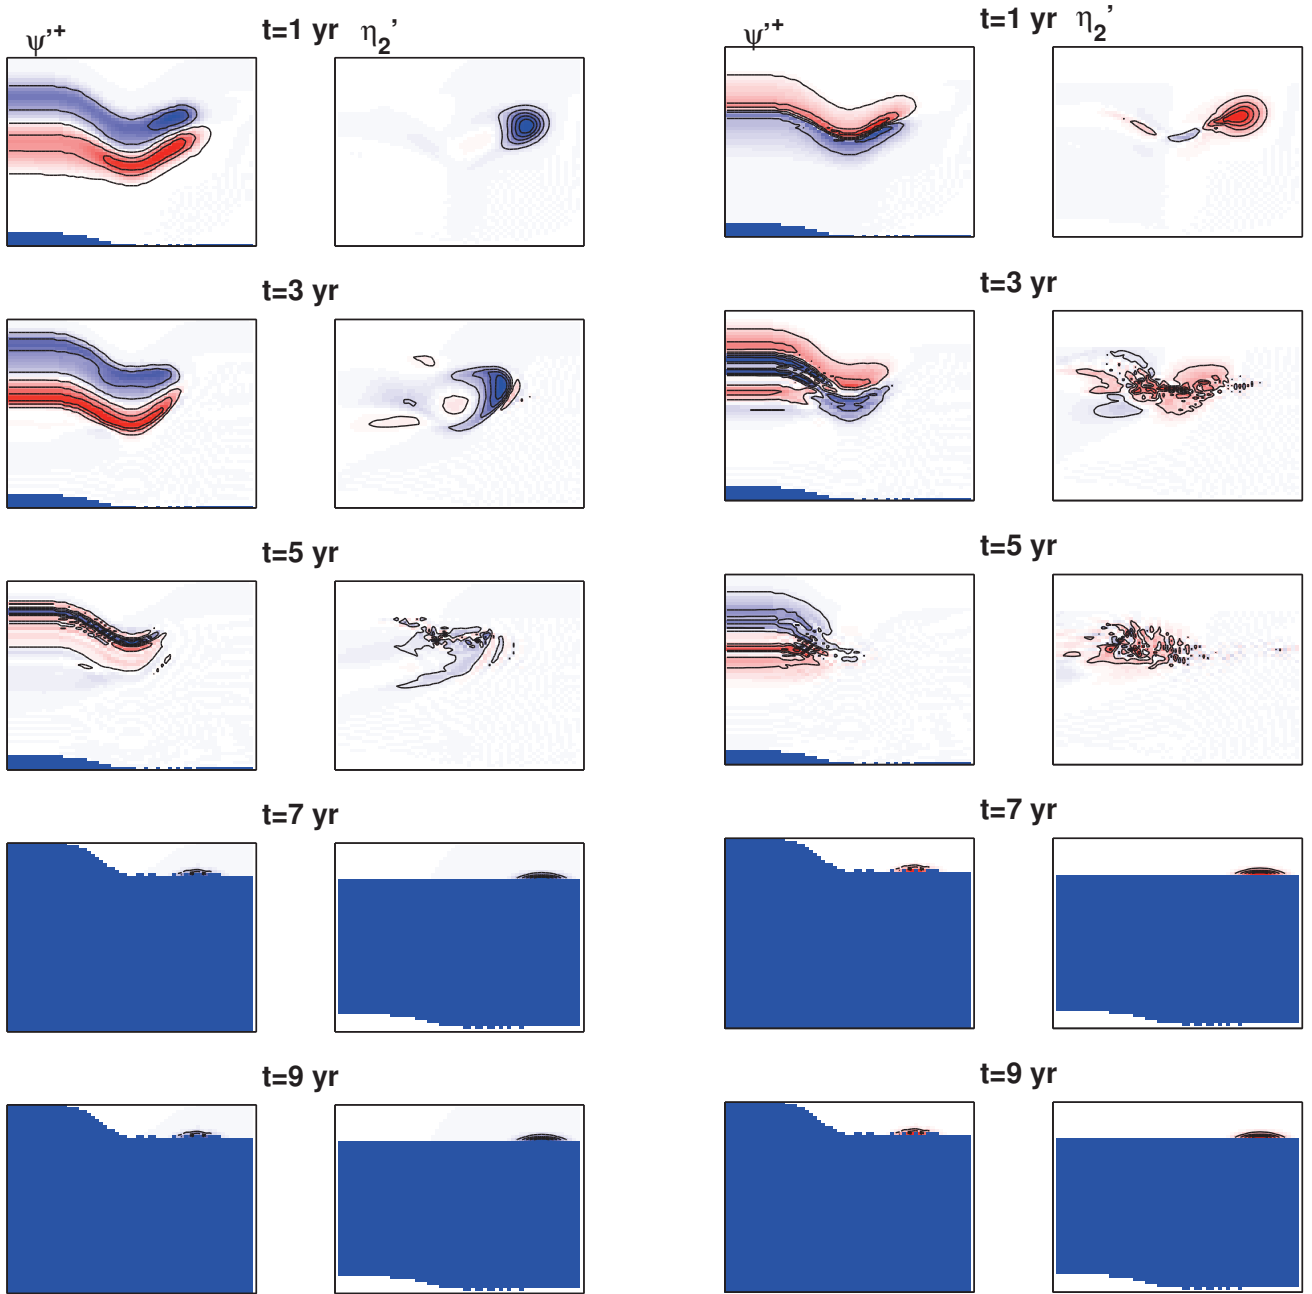 ψ'⁺ t=1 yr η₂' ψ'⁺ t=1 yr η₂'
t=3 yr t=3 yr
t=5 yr t=5 yr
t=7 yr t=7 yr
t=9 yr t=9 yr